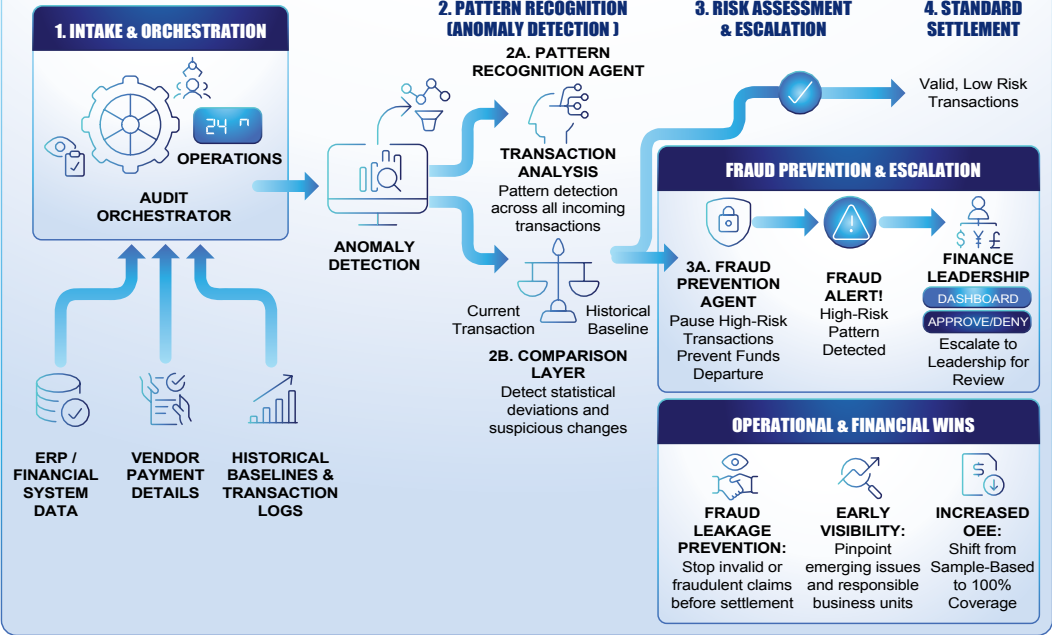 1. INTAKE & ORCHESTRATION
24
OPERATIONS
AUDIT
ORCHESTRATOR
ERP /
FINANCIAL
SYSTEM
DATA
VENDOR
PAYMENT
DETAILS
HISTORICAL
BASELINES &
TRANSACTION
LOGS
ANOMALY
DETECTION
2. PATTERN RECOGNITION
(ANOMALY DETECTION )
2A. PATTERN
RECOGNITION AGENT
TRANSACTION
ANALYSIS
Pattern detection
across all incoming
transactions
Current
Transaction
Historical
Baseline
2B. COMPARISON
LAYER
Detect statistical
deviations and
suspicious changes
3. RISK ASSESSMENT
& ESCALATION
4. STANDARD
SETTLEMENT
Valid, Low Risk
Transactions
FRAUD PREVENTION & ESCALATION
3A. FRAUD
PREVENTION
AGENT
Pause High-Risk
Transactions
Prevent Funds
Departure
FRAUD
ALERT!
High-Risk
Pattern
Detected
$ ¥ £
FINANCE
LEADERSHIP
DASHBOARD
APPROVE/DENY
Escalate to
Leadership for
Review
OPERATIONAL & FINANCIAL WINS
FRAUD
LEAKAGE
PREVENTION:
Stop invalid or
fraudulent claims
before settlement
EARLY
VISIBILITY:
Pinpoint
emerging issues
and responsible
business units
$
INCREASED
OEE:
Shift from
Sample-Based
to 100%
Coverage